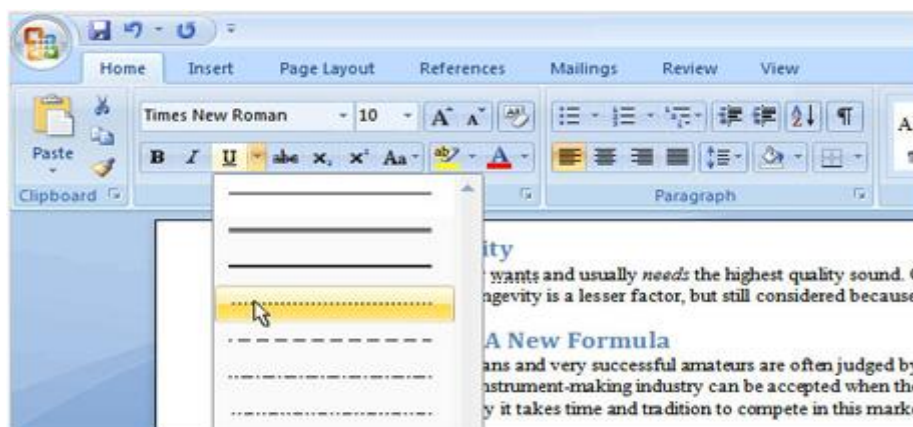 Home Insert Page Layout References Mailings Review View
Times New Roman 10 A A
Paste B I U abc x, x² Aa ab A
Clipboard Paragraph
ity
wants and usually needs the highest quality sound.
ngevity is a lesser factor, but still considered because
A New Formula
ans and very successful amateurs are often judged by
nstrument-making industry can be accepted when the
y it takes time and tradition to compete in this mark